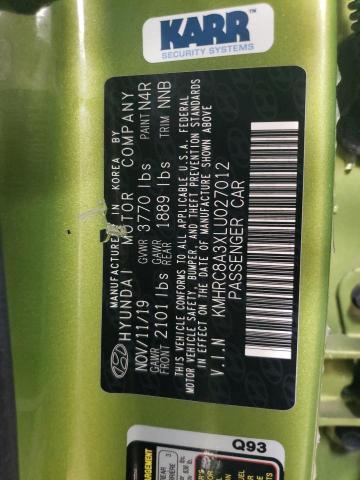 KARR™
SECURITY SYSTEMS
MANUFACTURED IN KOREA BY
HYUNDAI MOTOR COMPANY
NOV/11/19 GVWR 3770 lbs PAINT N4R
GAWR FRONT 2101 lbs GAWR REAR 1889 lbs TRIM NNB
THIS VEHICLE CONFORMS TO ALL APPLICABLE U.S.A. FEDERAL
MOTOR VEHICLE SAFETY, BUMPER, AND THEFT PREVENTION STANDARDS
IN EFFECT ON THE DATE OF MANUFACTURE SHOWN ABOVE
V.I.N KMHRC8A3XLU027012
PASSENGER CAR
Q93
REAR